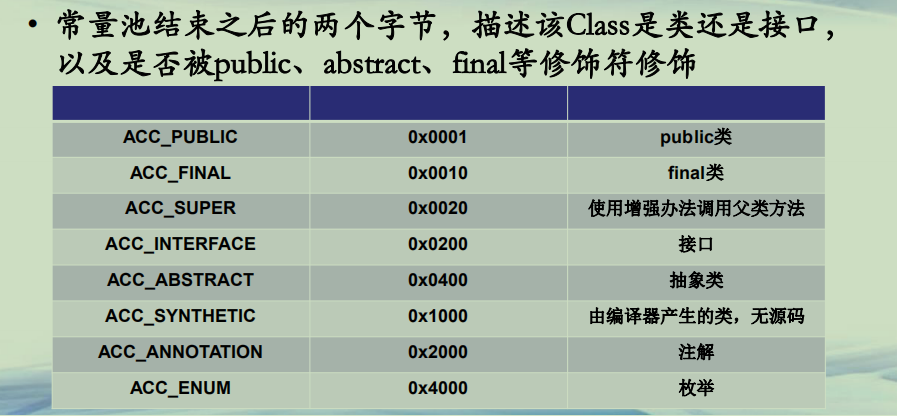 • 常量池结束之后的两个字节，描述该Class是类还是接口，
以及是否被public、abstract、final等修饰符修饰
ACC_PUBLIC 0x0001 public类
ACC_FINAL 0x0010 final类
ACC_SUPER 0x0020 使用增强办法调用父类方法
ACC_INTERFACE 0x0200 接口
ACC_ABSTRACT 0x0400 抽象类
ACC_SYNTHETIC 0x1000 由编译器产生的类，无源码
ACC_ANNOTATION 0x2000 注解
ACC_ENUM 0x4000 枚举